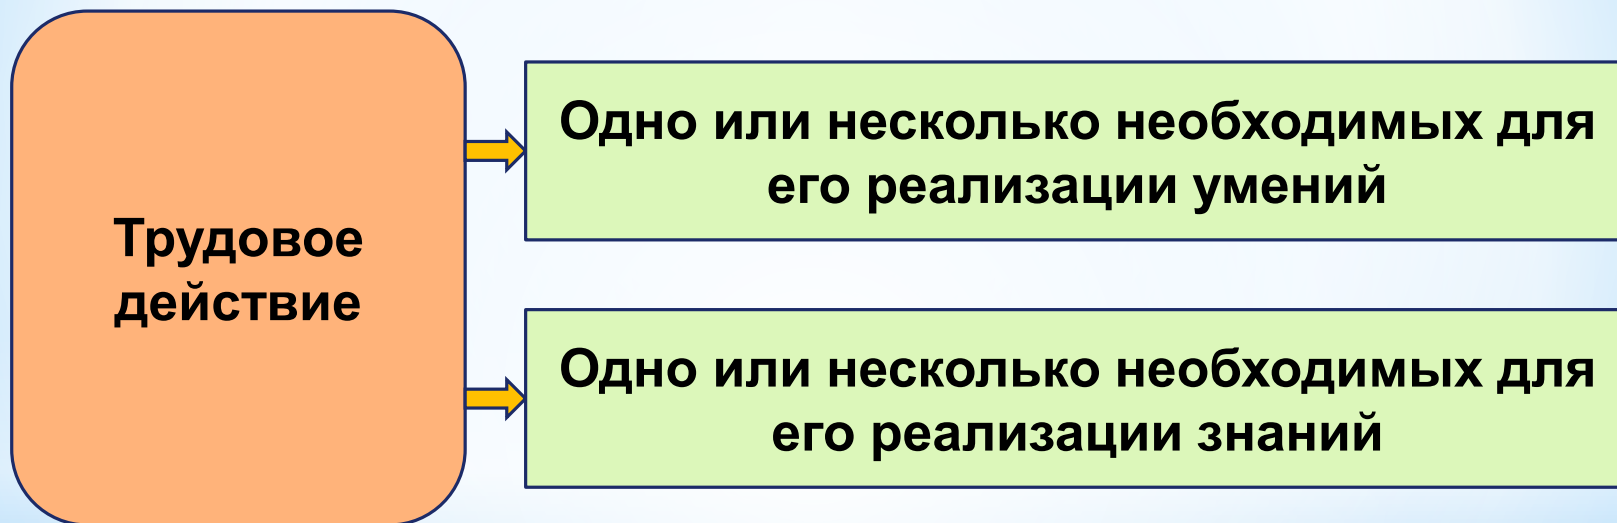 Трудовое
действие
Одно или несколько необходимых для
его реализации умений
Одно или несколько необходимых для
его реализации знаний